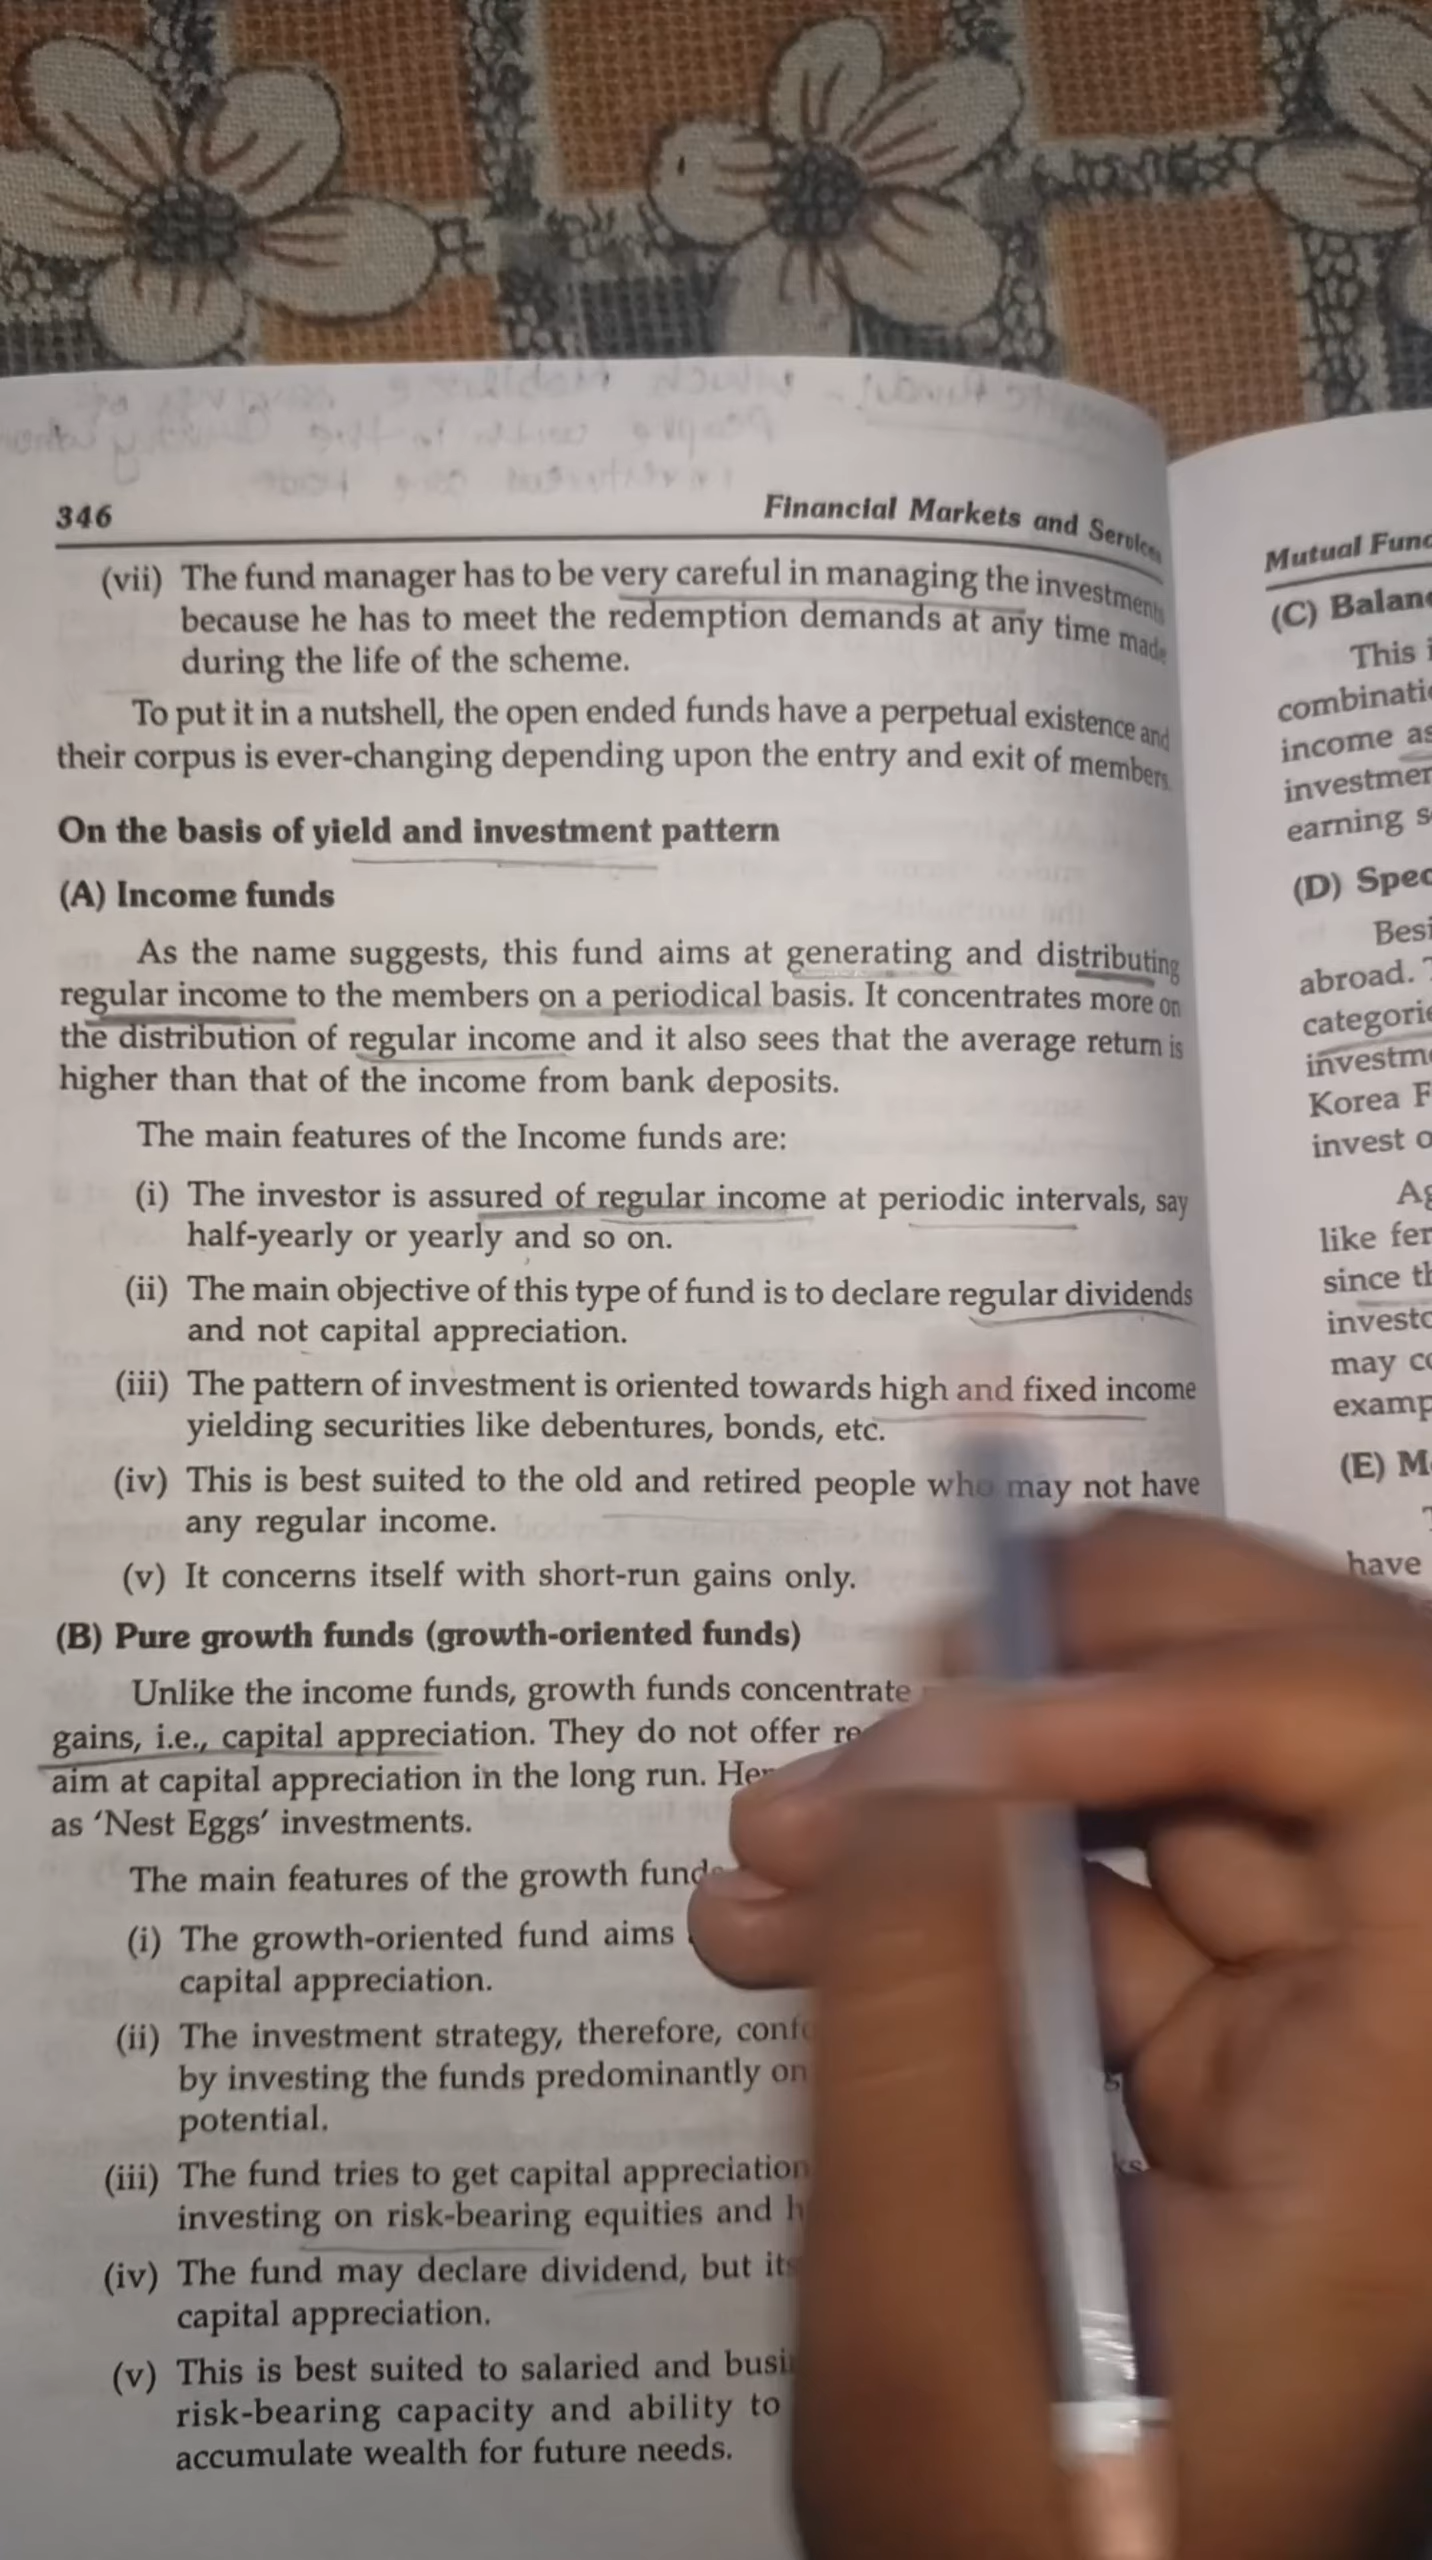 346
Financial Markets and Services
(vii) The fund manager has to be very careful in managing the investments
because he has to meet the redemption demands at any time made
during the life of the scheme.
To put it in a nutshell, the open ended funds have a perpetual existence and
their corpus is ever-changing depending upon the entry and exit of members.
On the basis of yield and investment pattern
(A) Income funds
As the name suggests, this fund aims at generating and distributing
regular income to the members on a periodical basis. It concentrates more on
the distribution of regular income and it also sees that the average return is
higher than that of the income from bank deposits.
The main features of the Income funds are:
(i) The investor is assured of regular income at periodic intervals, say
half-yearly or yearly and so on.
(ii) The main objective of this type of fund is to declare regular dividends
and not capital appreciation.
(iii) The pattern of investment is oriented towards high and fixed income
yielding securities like debentures, bonds, etc.
(iv) This is best suited to the old and retired people who may not have
any regular income.
(v) It concerns itself with short-run gains only.
(B) Pure growth funds (growth-oriented funds)
Unlike the income funds, growth funds concentrate
gains, i.e., capital appreciation. They do not offer
aim at capital appreciation in the long run.
as 'Nest Eggs' investments.
The main features of the growth
(i) The growth-oriented fund aims
capital appreciation.
(ii) The investment strategy, therefore,
by investing the funds predominantly on
potential.
(iii) The fund tries to get capital appreciation
investing on risk-bearing equities and
(iv) The fund may declare dividend, but
capital appreciation.
(v) This is best suited to salaried and
risk-bearing capacity and ability to
accumulate wealth for future needs.
Mutual
(C)
This
income
earning
(D)
abroad.
Korea
invest
like
since
may
(E)
have